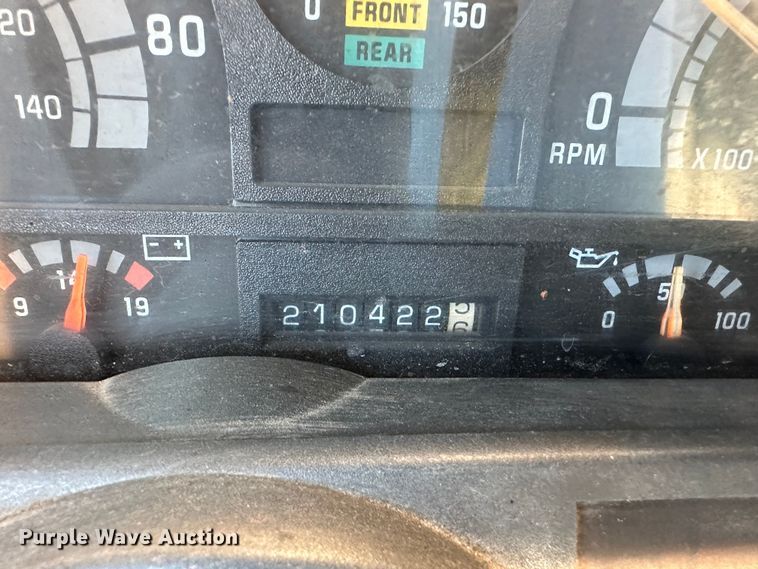 120
80
140
0 FRONT 150
REAR
0
RPM
X100
9 14 19
210422
0 5 100
Purple Wave Auction